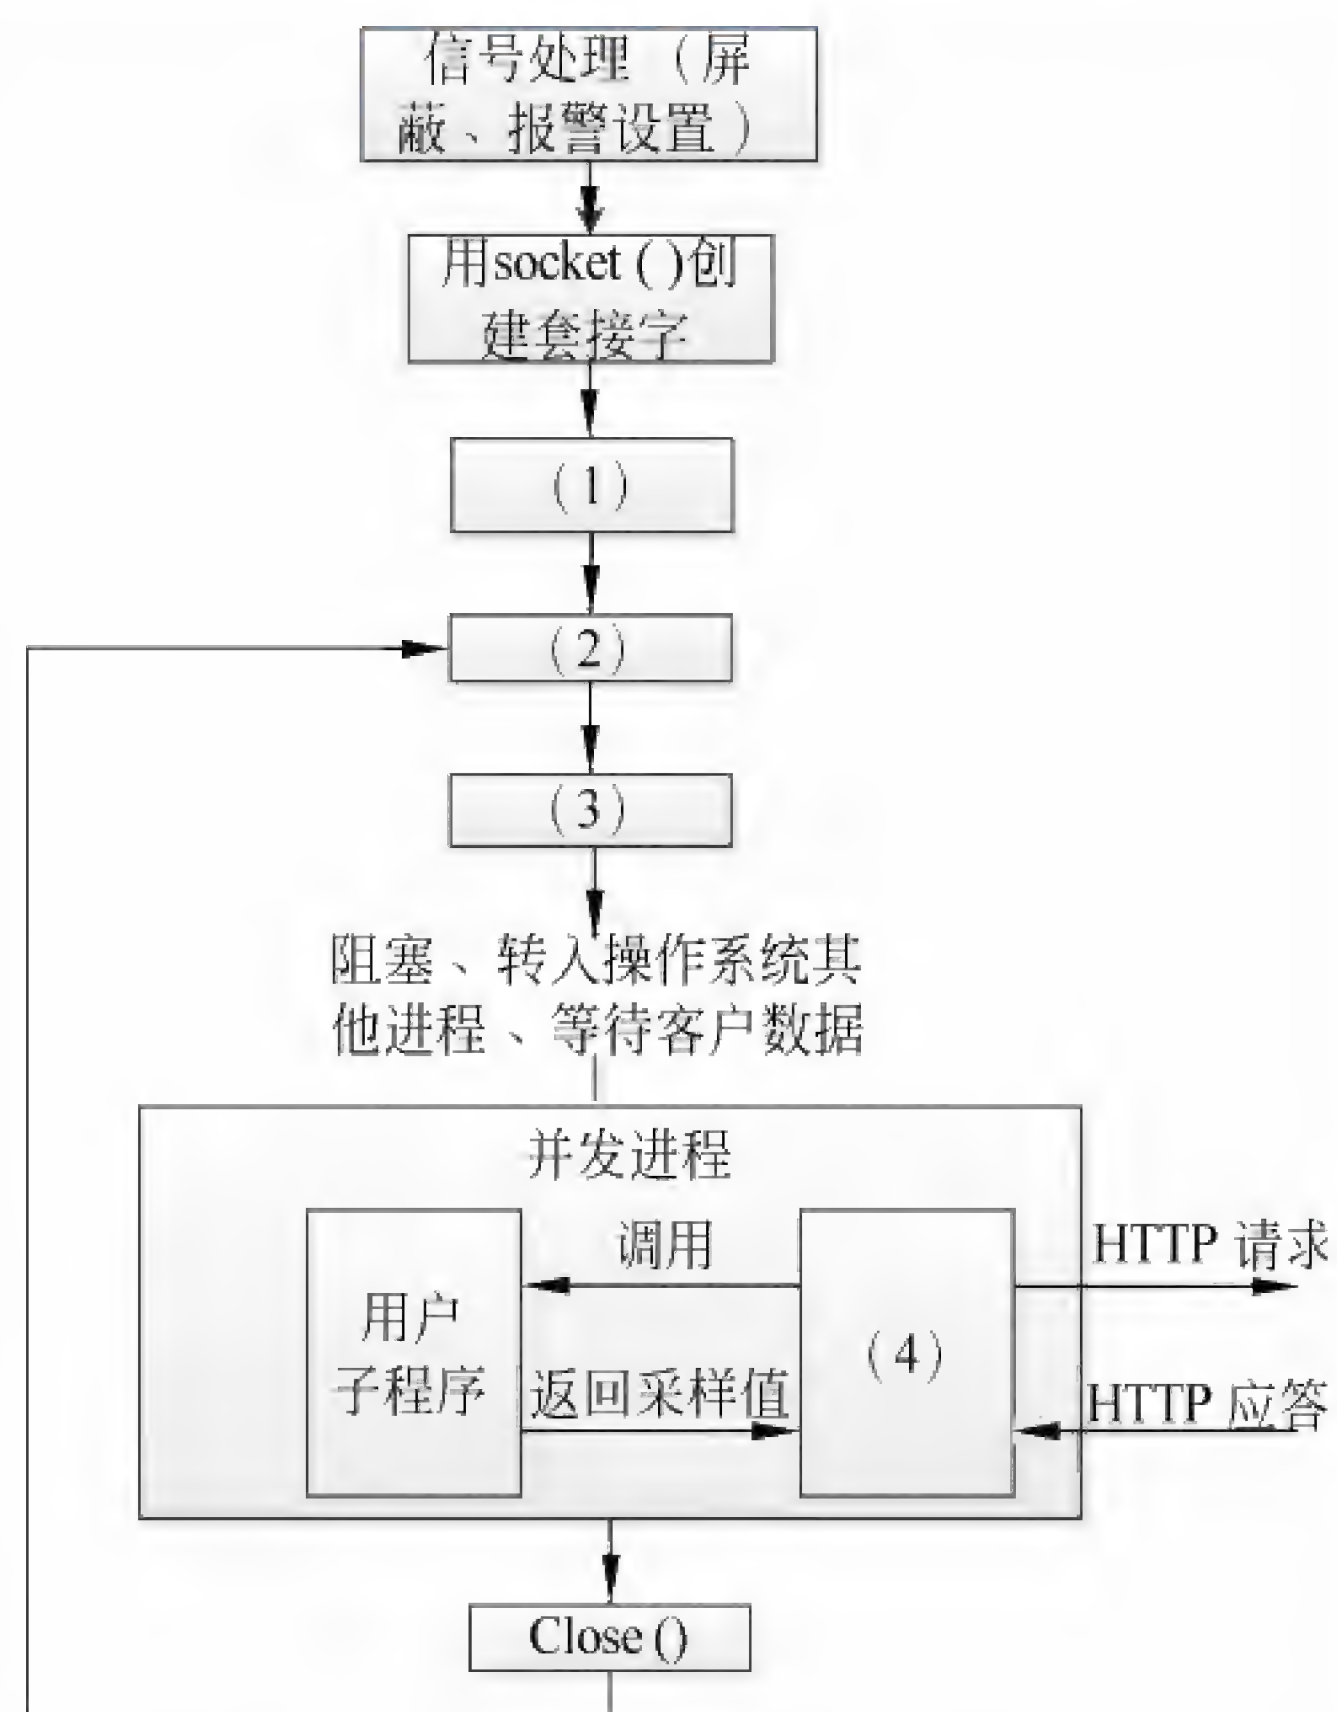 信号处理（屏
蔽、报警设置）
用socket ( )创
建套接字
（1）
（2）
（3）
阻塞、转入操作系统其
他进程、等待客户数据
并发进程
调用
HTTP 请求
用户
子程序
（4）
返回采样值
HTTP 应答
Close ()